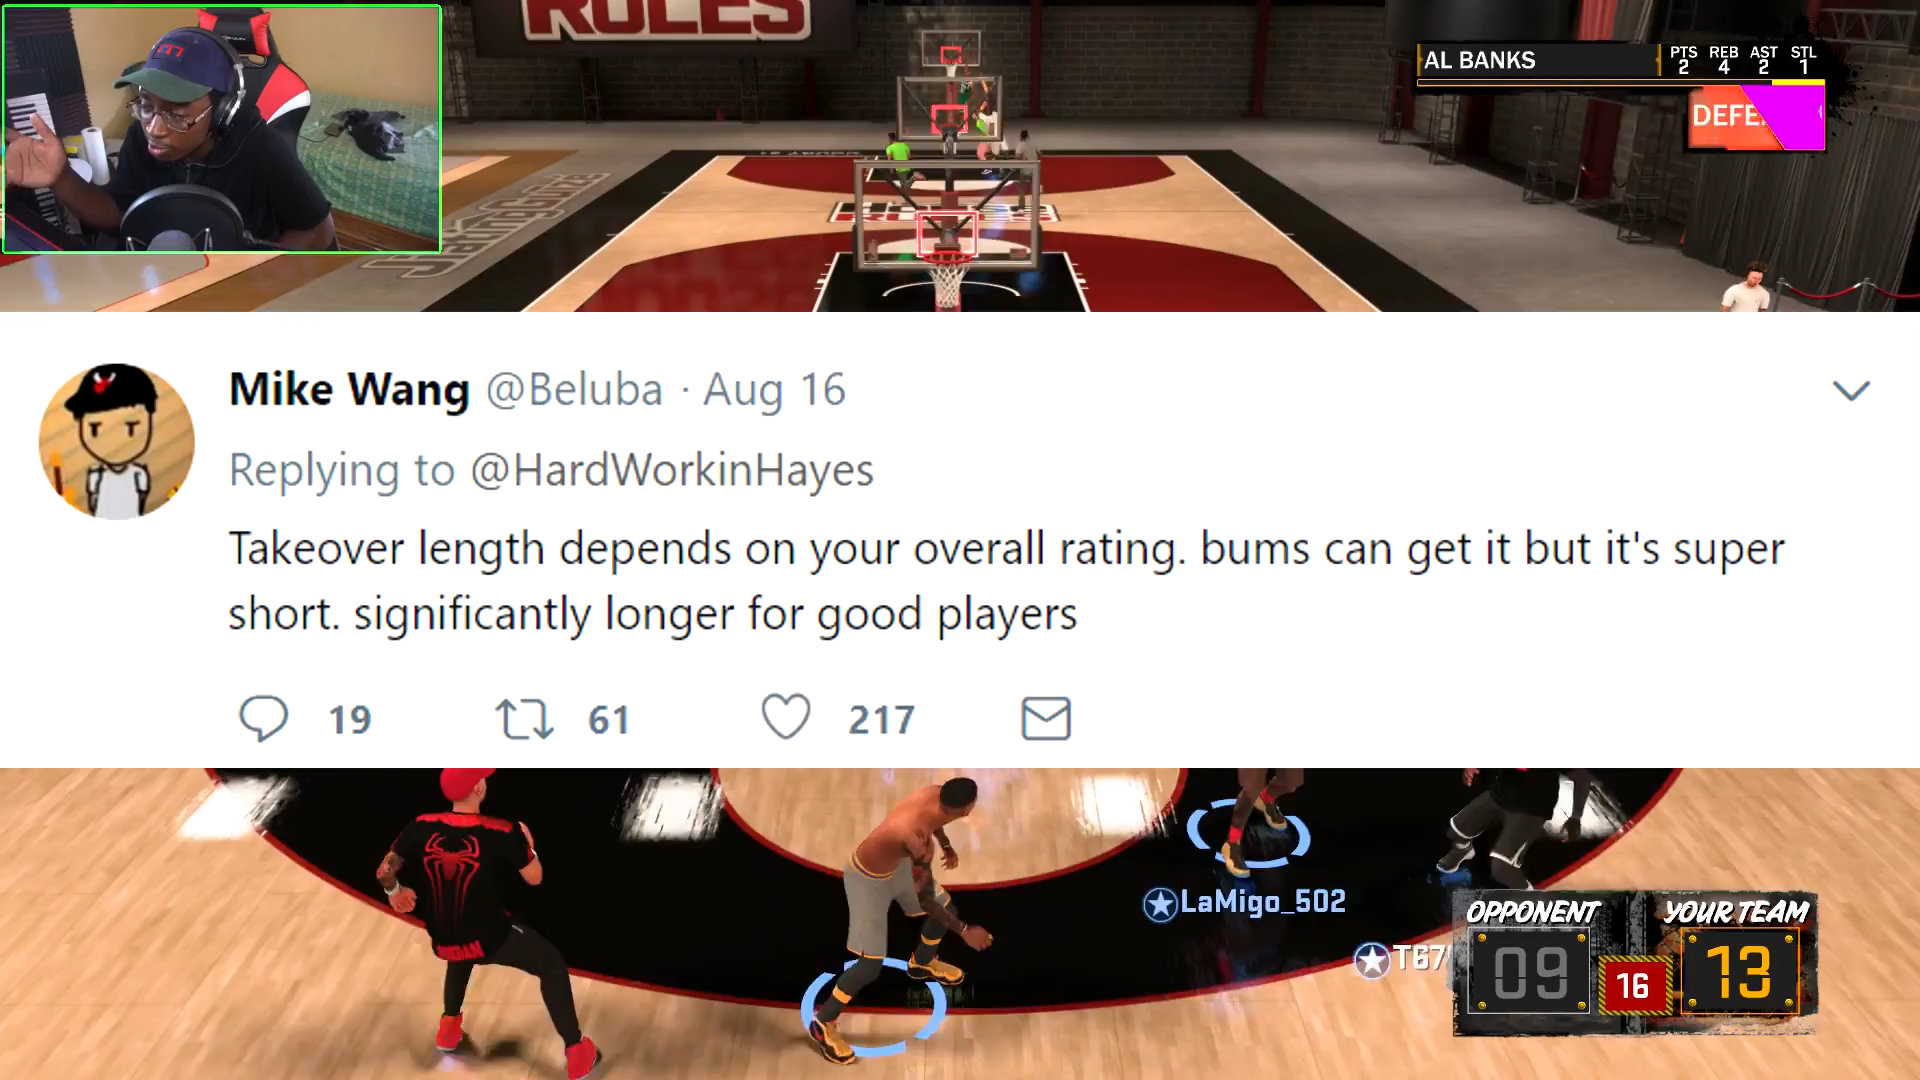 RULES
AL BANKS
PTS REB AST STL
2 4 2 1
DEFE
Mike Wang @Beluba · Aug 16
Replying to @HardWorkinHayes
Takeover length depends on your overall rating. bums can get it but it's super
short. significantly longer for good players
19 61 217
LaMigo_502
T67
OPPONENT YOUR TEAM
09 16 13